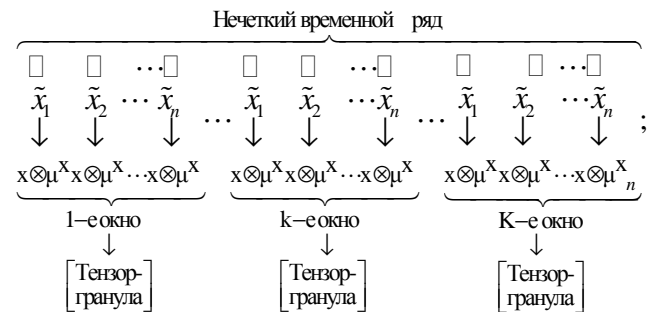 Нечеткий временной ряд
□ □ ⋯ □ □ □ ⋯ □ □ □ ⋯ □
x̃₁ x̃₂ ⋯ x̃ₙ ⋯ x̃₁ x̃₂ ⋯ x̃ₙ ⋯ x̃₁ x̃₂ ⋯ x̃ₙ
↓ ↓ ↓ ↓ ↓ ↓ ↓ ↓ ↓ ;
x⊗μˣ x⊗μˣ ⋯ x⊗μˣ x⊗μˣ x⊗μˣ ⋯ x⊗μˣ x⊗μˣ x⊗μˣ ⋯ x⊗μˣₙ
1–е окно k–е окно K–е окно
↓ ↓ ↓
[Тензор- [Тензор- [Тензор-
гранула] гранула] гранула]